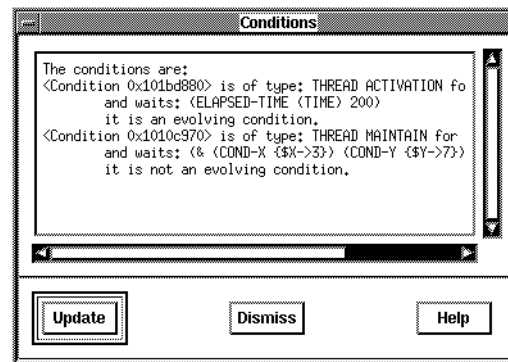 Conditions
The conditions are:
<Condition 0x101bd880> is of type: THREAD ACTIVATION fo
and waits: (ELAPSED-TIME (TIME) 200)
it is an evolving condition.
<Condition 0x1010c970> is of type: THREAD MAINTAIN for
and waits: (& (COND-X {$X->3}) (COND-Y {$Y->7})
it is not an evolving condition.
Update
Dismiss
Help